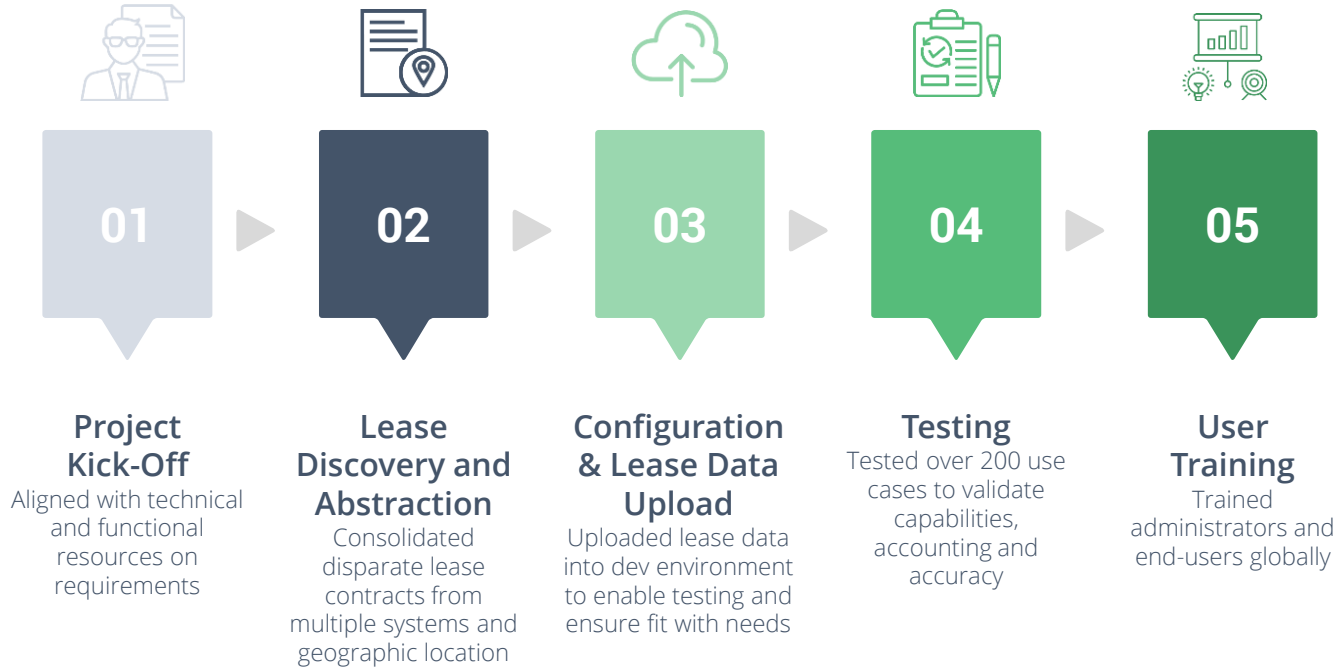 01
02
03
04
05
Project
Kick-Off
Aligned with technical
and functional
resources on
requirements
Lease
Discovery and
Abstraction
Consolidated
disparate lease
contracts from
multiple systems and
geographic location
Configuration
& Lease Data
Upload
Uploaded lease data
into dev environment
to enable testing and
ensure fit with needs
Testing
Tested over 200 use
cases to validate
capabilities,
accounting and
accuracy
User
Training
Trained
administrators and
end-users globally